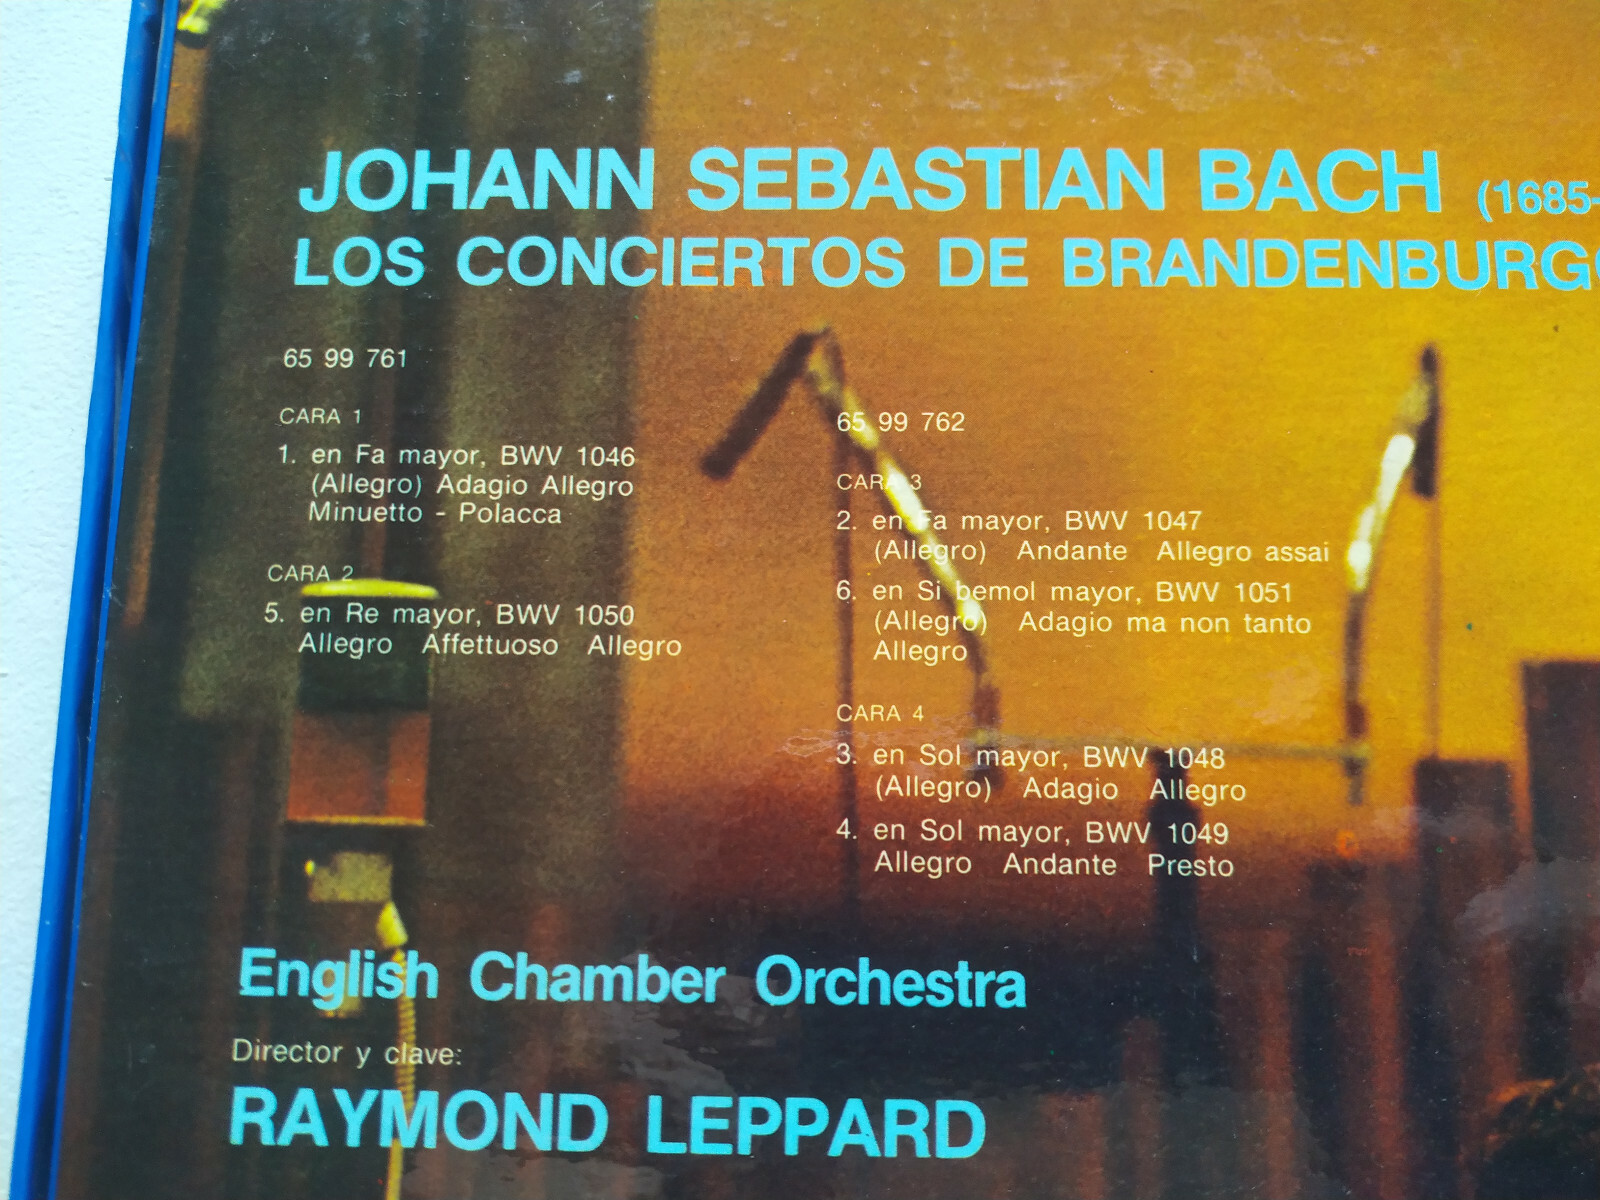 JOHANN SEBASTIAN BACH (1685-
LOS CONCIERTOS DE BRANDENBURGO
65 99 761
CARA 1
1. en Fa mayor, BWV 1046
(Allegro) Adagio Allegro
Minuetto - Polacca
CARA 2
5. en Re mayor, BWV 1050
Allegro Affettuoso Allegro
65 99 762
CARA 3
2. en Fa mayor, BWV 1047
(Allegro) Andante Allegro assai
6. en Si bemol mayor, BWV 1051
(Allegro) Adagio ma non tanto
Allegro
CARA 4
3. en Sol mayor, BWV 1048
(Allegro) Adagio Allegro
4. en Sol mayor, BWV 1049
Allegro Andante Presto
English Chamber Orchestra
Director y clave:
RAYMOND LEPPARD